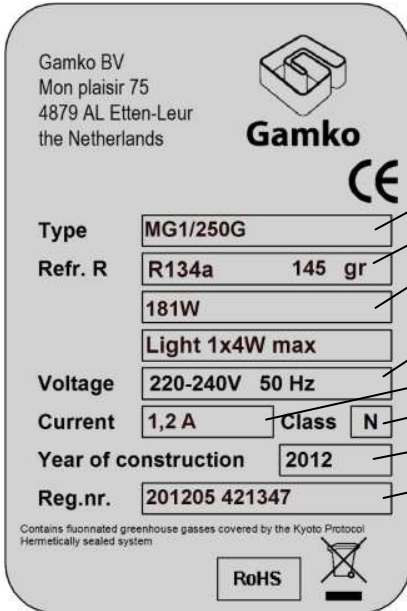 Gamko BV
Mon plaisir 75
4879 AL Etten-Leur
the Netherlands
Gamko
CE
Type MG1/250G
Refr. R R134a 145 gr
181W
Light 1x4W max
Voltage 220-240V 50 Hz
Current 1,2 A Class N
Year of construction 2012
Reg.nr. 201205 421347
Contains fluonnated greenhouse gasses covered by the Kyoto Protocol
Hermetically sealed system
RoHS